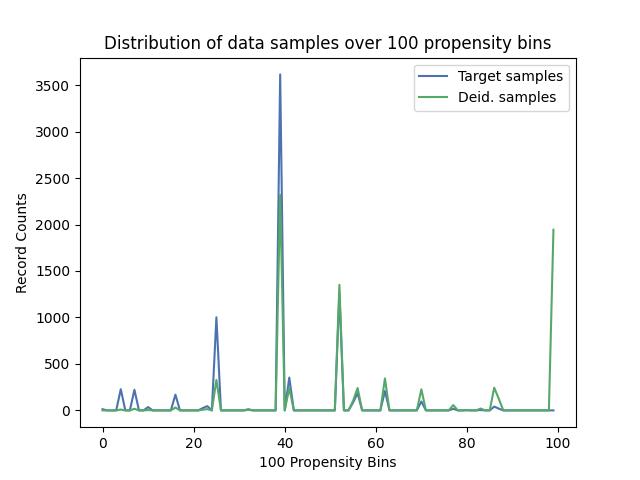 Distribution of data samples over 100 propensity bins
Target samples
Deid. samples
3500
3000
2500
2000
1500
1000
500
0
Record Counts
0 20 40 60 80 100
100 Propensity Bins